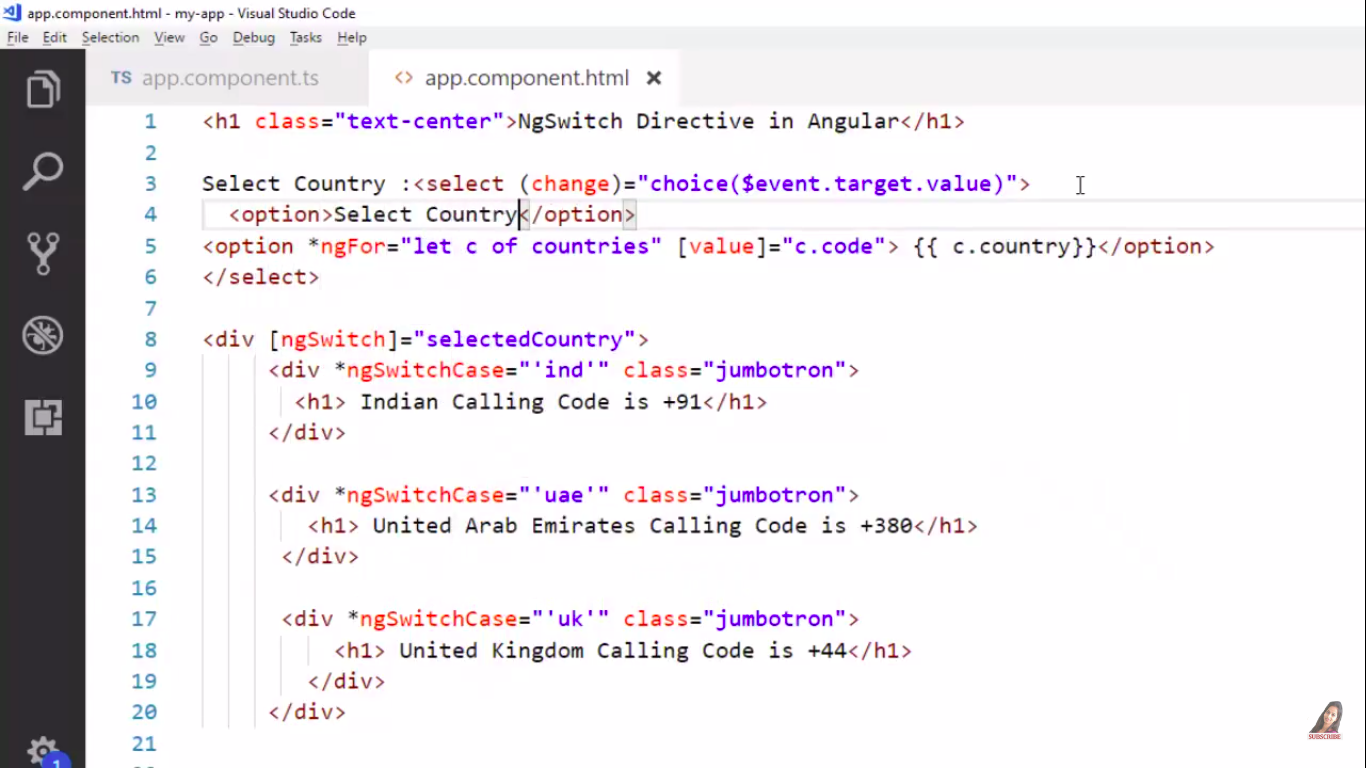 app.component.html - my-app - Visual Studio Code
File Edit Selection View Go Debug Tasks Help
TS app.component.ts <> app.component.html ×
1 <h1 class="text-center">NgSwitch Directive in Angular</h1>
2
3 Select Country :<select (change)="choice($event.target.value)">
4 <option>Select Country</option>
5 <option *ngFor="let c of countries" [value]="c.code"> {{ c.country}}</option>
6 </select>
7
8 <div [ngSwitch]="selectedCountry">
9 <div *ngSwitchCase="'ind'" class="jumbotron">
10 <h1> Indian Calling Code is +91</h1>
11 </div>
12
13 <div *ngSwitchCase="'uae'" class="jumbotron">
14 <h1> United Arab Emirates Calling Code is +380</h1>
15 </div>
16
17 <div *ngSwitchCase="'uk'" class="jumbotron">
18 <h1> United Kingdom Calling Code is +44</h1>
19 </div>
20 </div>
21
1
SUBSCRIBE